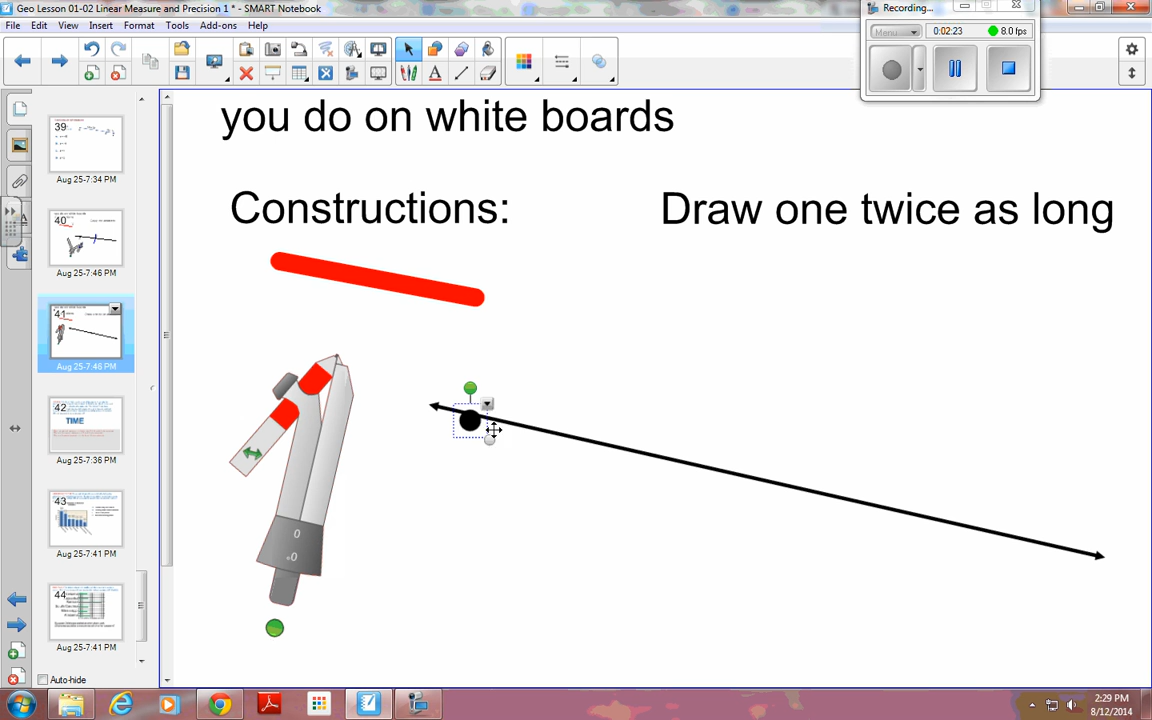 Geo Lesson 01-02 Linear Measure and Precision 1 * - SMART Notebook
Recording...
File Edit View Insert Format Tools Add-ons Help
Menu 0:02:23 8.0 fps
you do on white boards
Constructions:
Draw one twice as long
0
-0
39
Aug 25-7:34 PM
40
Aug 25-7:46 PM
41
Aug 25-7:46 PM
42
TIME
Aug 25-7:36 PM
43
Aug 25-7:41 PM
44
Aug 25-7:41 PM
Auto-hide
2:29 PM
8/12/2014